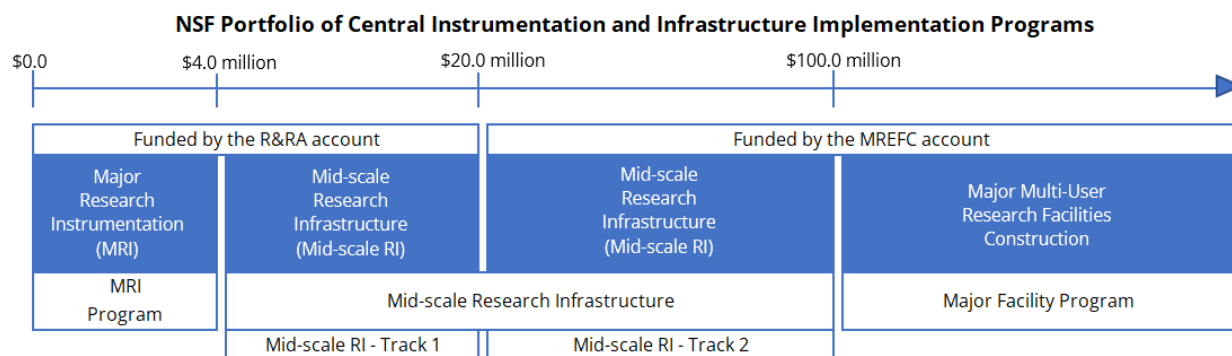 NSF Portfolio of Central Instrumentation and Infrastructure Implementation Programs
$0.0
$4.0 million
$20.0 million
$100.0 million
Funded by the R&RA account
Funded by the MREFC account
Major
Research
Instrumentation
(MRI)
Mid-scale
Research
Infrastructure
(Mid-scale RI)
Mid-scale
Research
Infrastructure
(Mid-scale RI)
Major Multi-User
Research Facilities
Construction
MRI
Program
Mid-scale Research Infrastructure
Major Facility Program
Mid-scale RI - Track 1
Mid-scale RI - Track 2